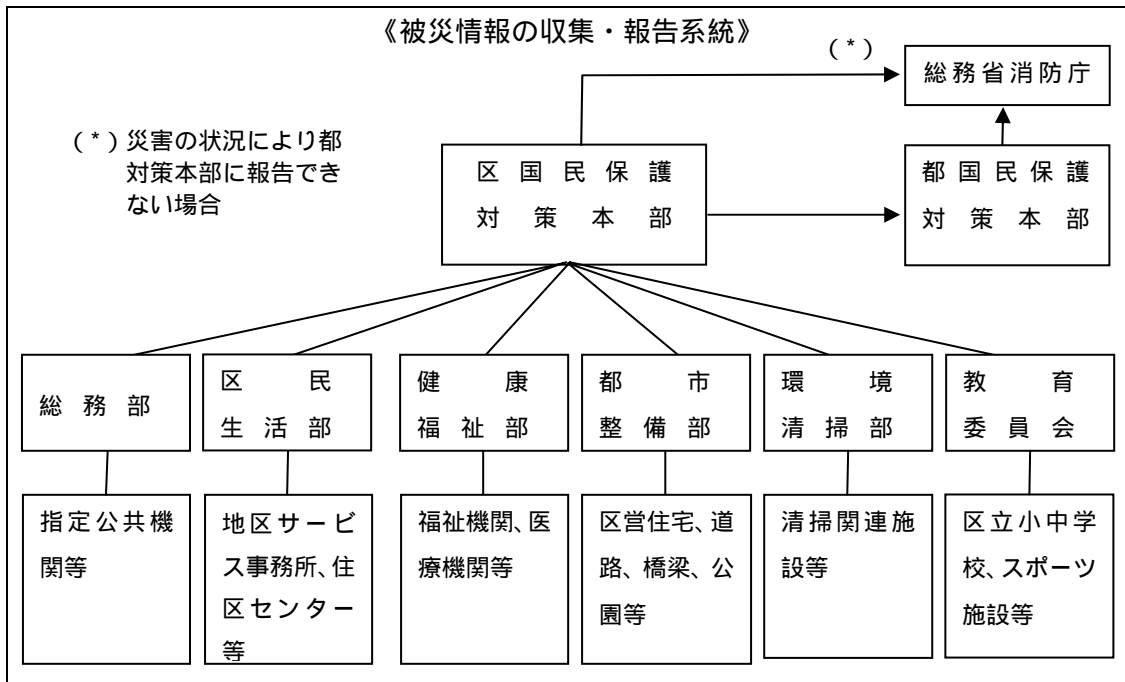 《被災情報の収集・報告系統》
(*)
総務省消防庁
(*)災害の状況により都
対策本部に報告でき
ない場合
区国民保護
対策本部
都国民保護
対策本部
総務部
区民
生活部
健康
福祉部
都市
整備部
環境
清掃部
教育
委員会
指定公共機
関等
地区サービ
ス事務所、住
区センター
等
福祉機関、医
療機関等
区営住宅、道
路、橋梁、公
園等
清掃関連施
設等
区立小中学
校、スポーツ
施設等